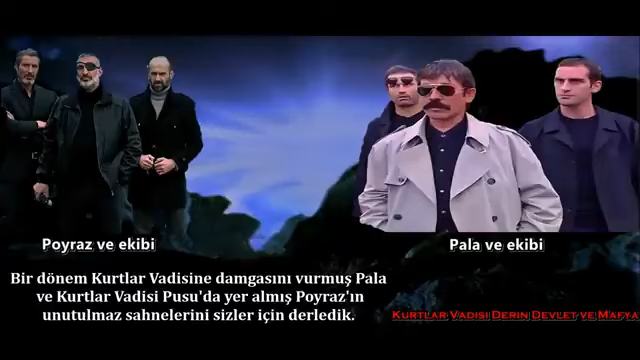 Poyraz ve ekibi
Pala ve ekibi
Bir dönem Kurtlar Vadisine damgasını vurmuş Pala
ve Kurtlar Vadisi Pusu'da yer almış Poyraz'ın
unutulmaz sahnelerini sizler için derledik.
KURTLAR VADISI DERIN DEVLET VE MAFYA